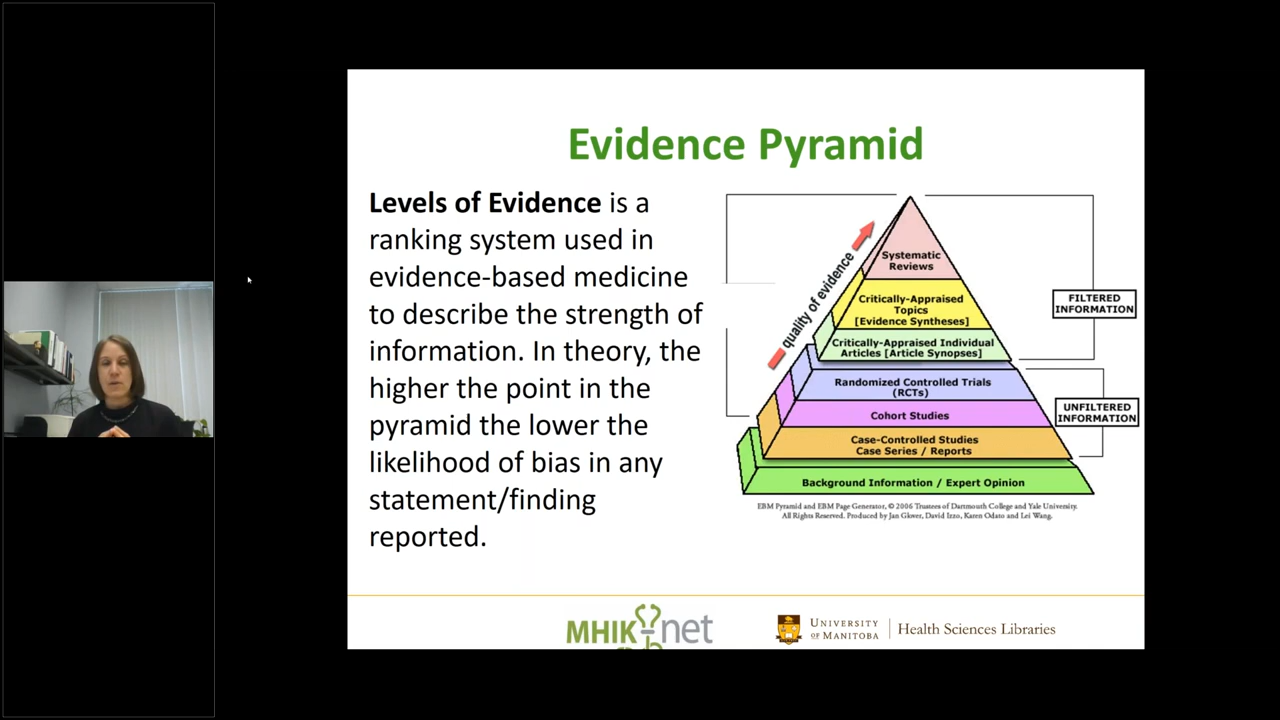 Evidence Pyramid
Levels of Evidence is a
ranking system used in
evidence-based medicine
to describe the strength of
information. In theory, the
higher the point in the
pyramid the lower the
likelihood of bias in any
statement/finding
reported.
quality of evidence
Systematic
Reviews
Critically-Appraised
Topics
[Evidence Syntheses]
Critically-Appraised Individual
Articles [Article Synopses]
Randomized Controlled Trials
(RCTs)
Cohort Studies
Case-Controlled Studies
Case Series / Reports
Background Information / Expert Opinion
FILTERED
INFORMATION
UNFILTERED
INFORMATION
EBM Pyramid and EBM Page Generator, © 2006 Trustees of Dartmouth College and Yale University.
All Rights Reserved. Produced by Jan Glover, David Izzo, Karen Odato and Lei Wang.
MHIK-net
UNIVERSITY
OF MANITOBA
Health Sciences Libraries